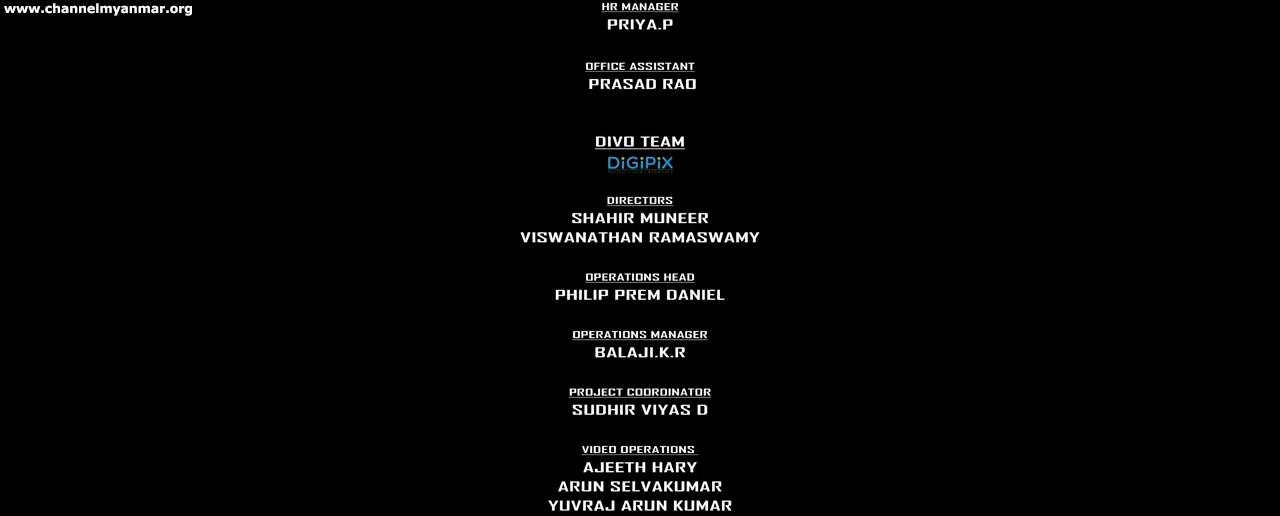 www.channelmyanmar.org
HR MANAGER
PRIYA.P
OFFICE ASSISTANT
PRASAD RAO
DIVO TEAM
DiGiPiX
DIRECTORS
SHAHIR MUNEER
VISWANATHAN RAMASWAMY
OPERATIONS HEAD
PHILIP PREM DANIEL
OPERATIONS MANAGER
BALAJI.K.R
PROJECT COORDINATOR
SUDHIR VIYAS D
VIDEO OPERATIONS
AJEETH HARY
ARUN SELVAKUMAR
YUVRAJ ARUN KUMAR